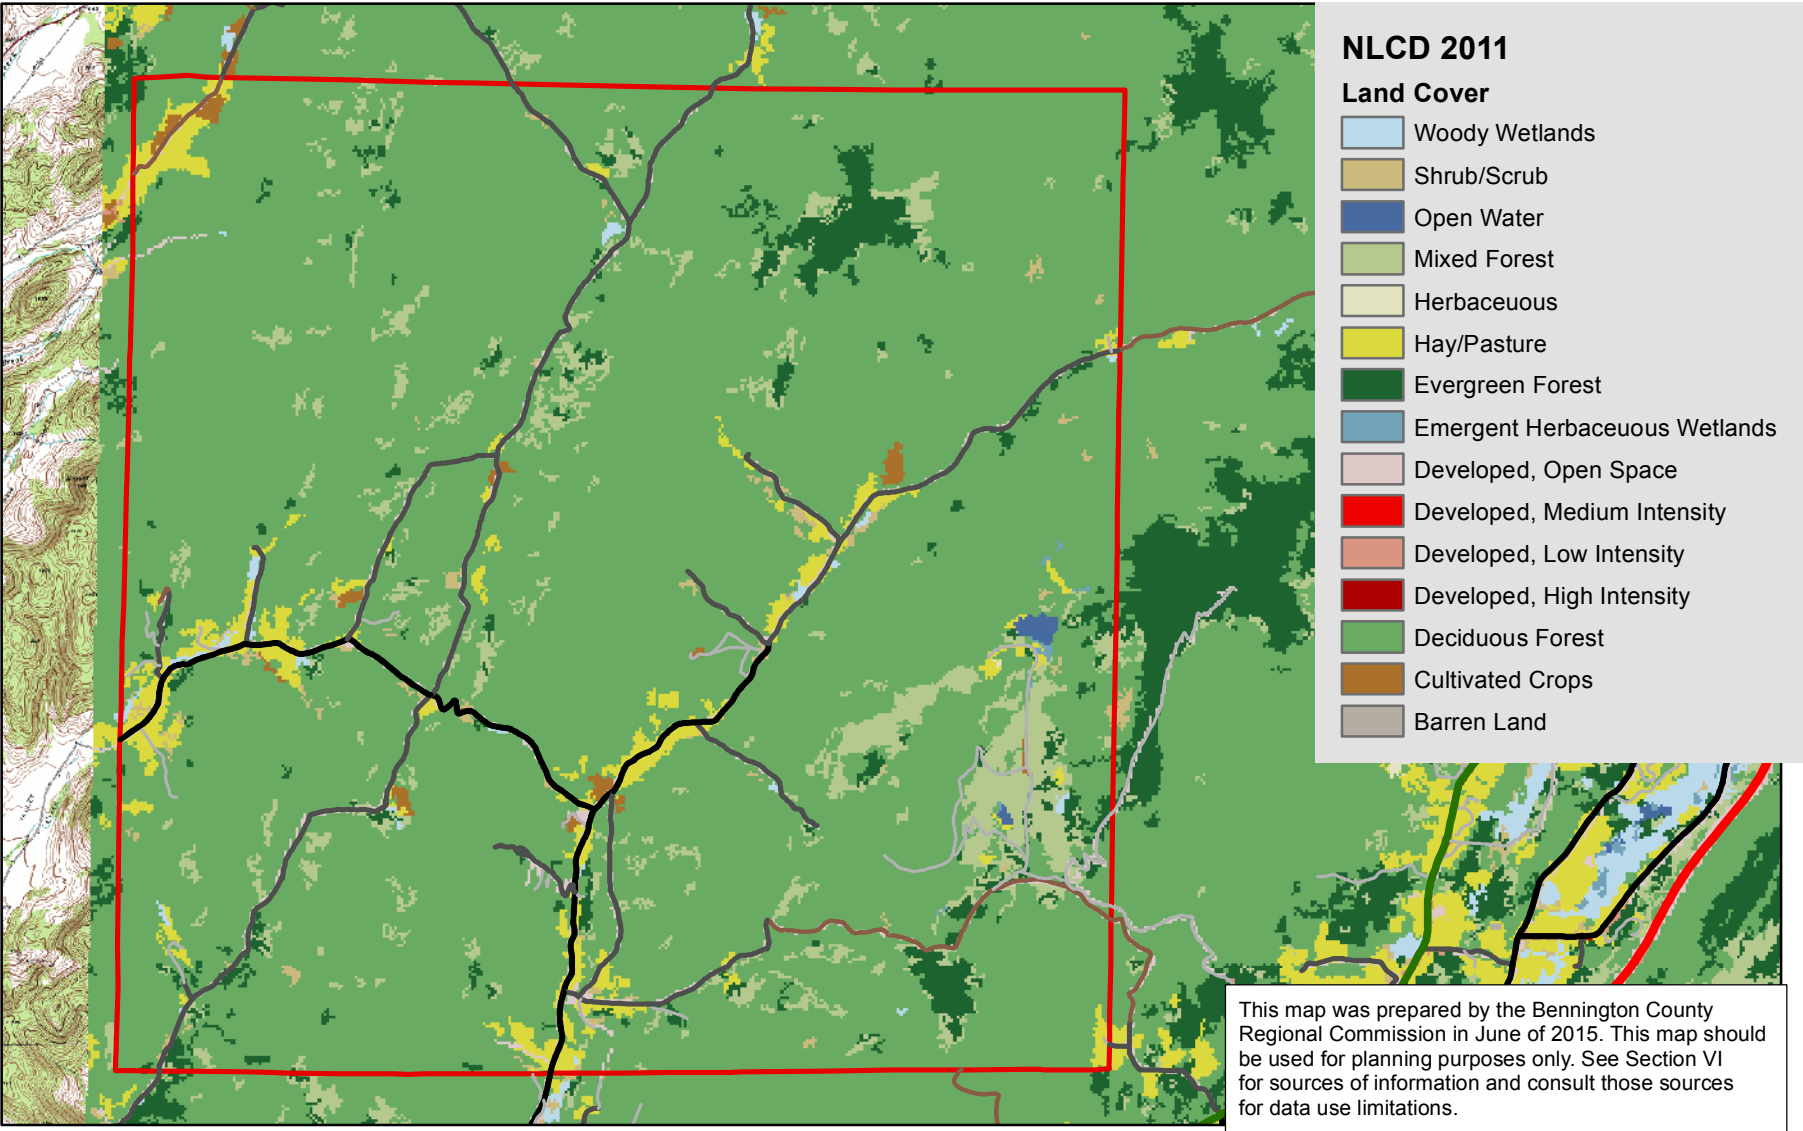 NLCD 2011
Land Cover
Woody Wetlands
Shrub/Scrub
Open Water
Mixed Forest
Herbaceuous
Hay/Pasture
Evergreen Forest
Emergent Herbaceuous Wetlands
Developed, Open Space
Developed, Medium Intensity
Developed, Low Intensity
Developed, High Intensity
Deciduous Forest
Cultivated Crops
Barren Land
This map was prepared by the Bennington County
Regional Commission in June of 2015. This map should
be used for planning purposes only. See Section VI
for sources of information and consult those sources
for data use limitations.